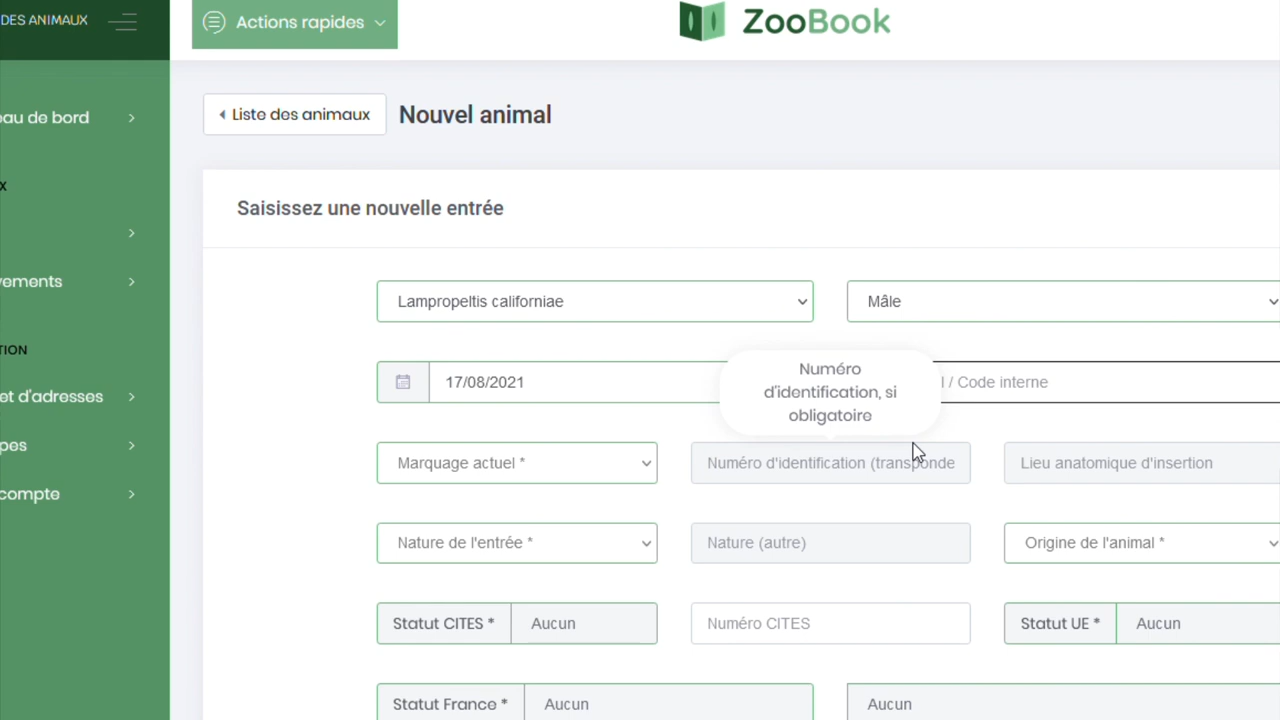 DES ANIMAUX
Actions rapides
ZooBook
Liste des animaux
Nouvel animal
eau de bord
X
Saisissez une nouvelle entrée
vements
Lampropeltis californiae
Mâle
TION
17/08/2021
Numéro
d'identification, si
obligatoire
l / Code interne
et d'adresses
pes
Marquage actuel *
Numéro d'identification (transponde
Lieu anatomique d'insertion
compte
Nature de l'entrée *
Nature (autre)
Origine de l'animal *
Statut CITES *
Aucun
Numéro CITES
Statut UE *
Aucun
Statut France *
Aucun
Aucun